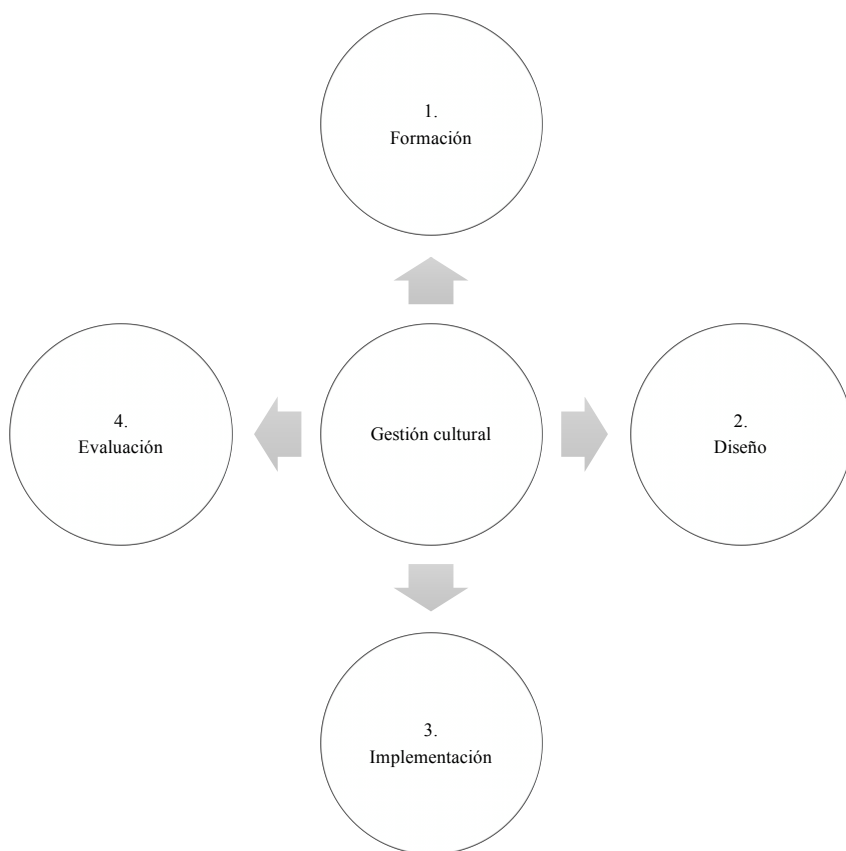 1.
Formación
4.
Evaluación
Gestión cultural
2.
Diseño
3.
Implementación